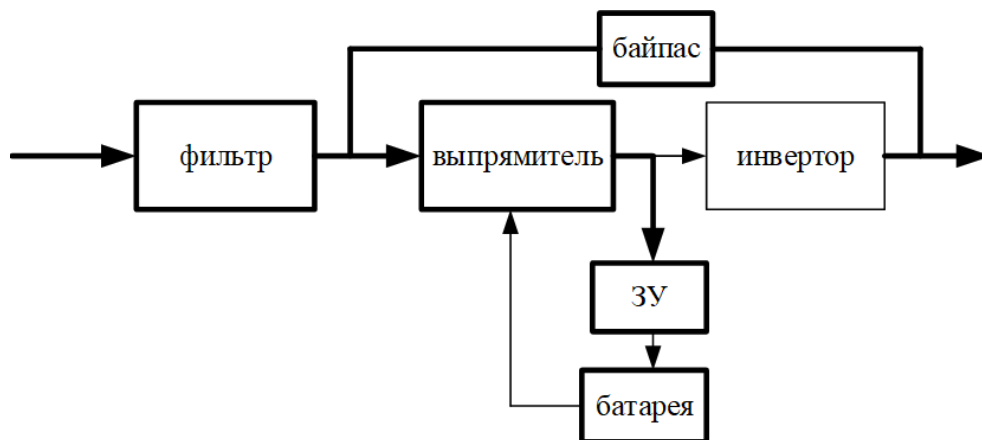 байпас
фильтр
выпрямитель
инвертор
ЗУ
батарея